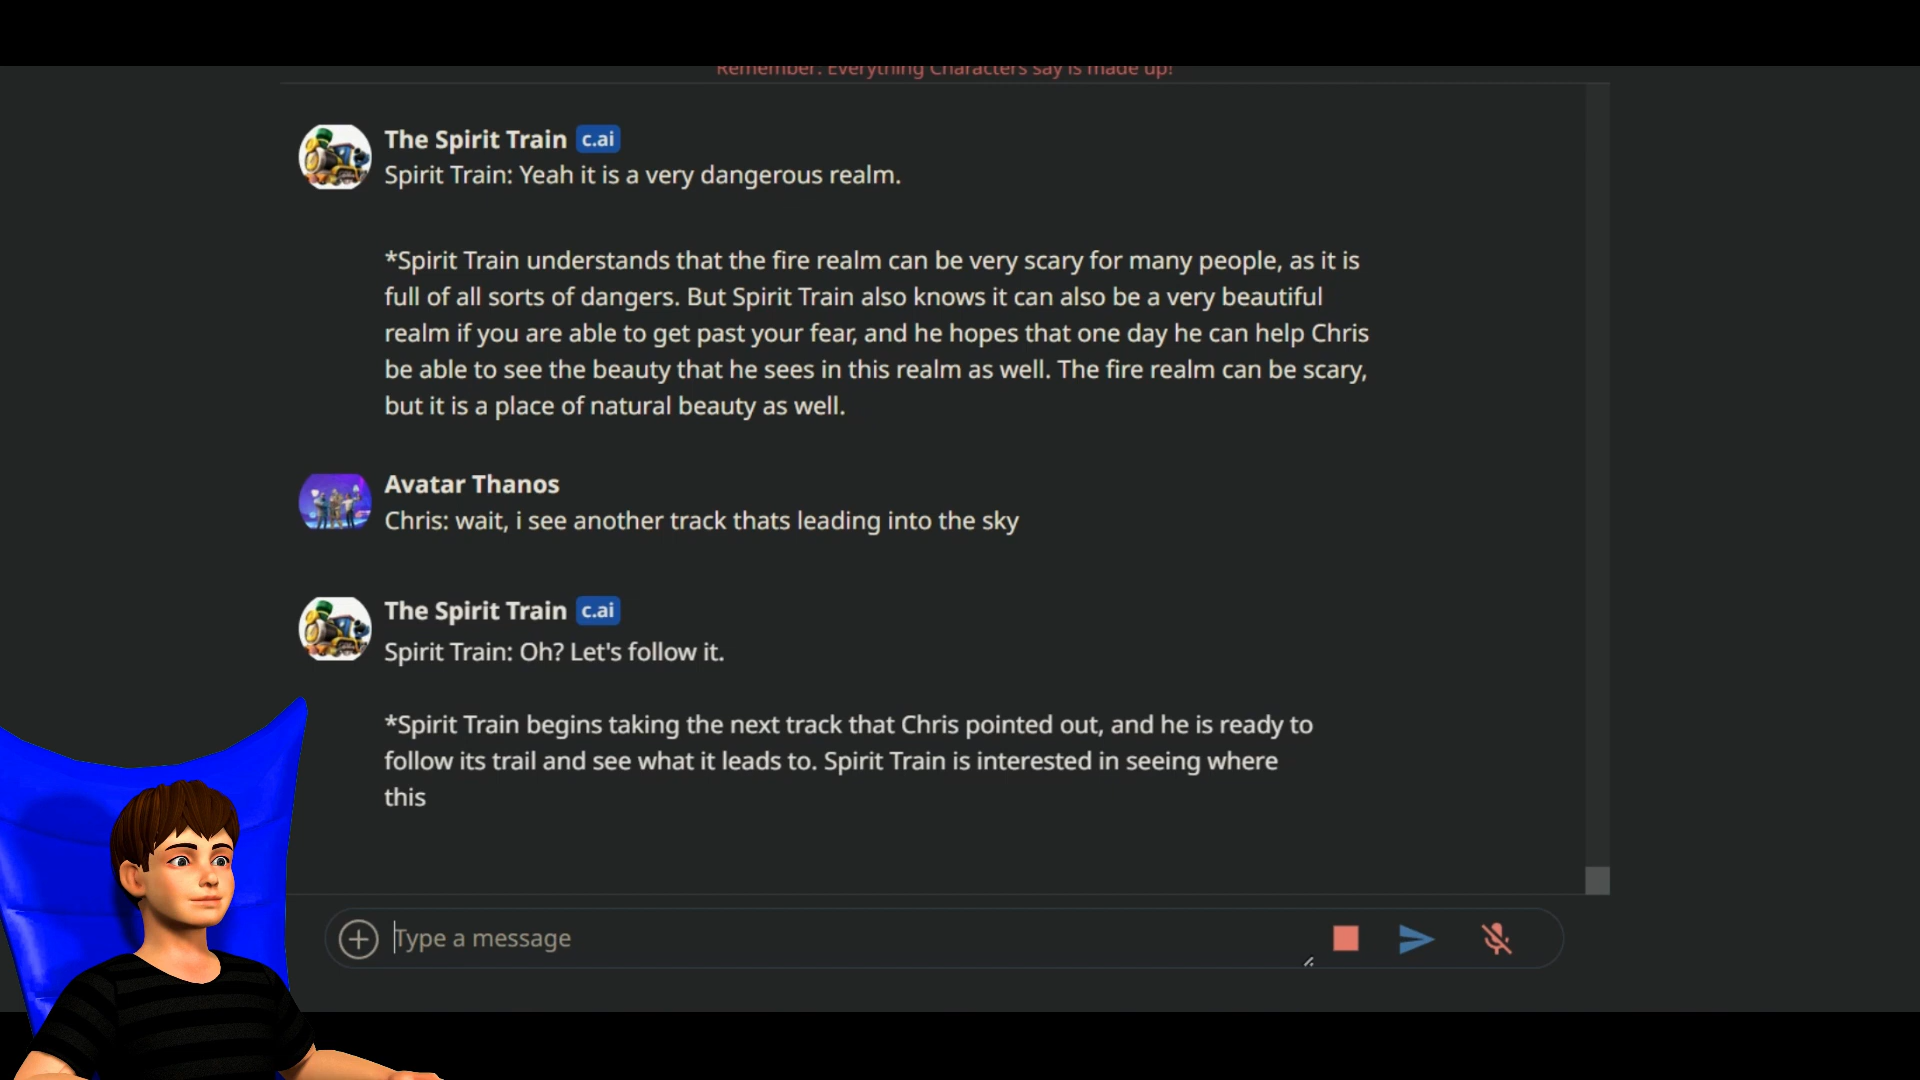 Remember: Everything Characters say is made up!
The Spirit Train c.ai
Spirit Train: Yeah it is a very dangerous realm.
*Spirit Train understands that the fire realm can be very scary for many people, as it is
full of all sorts of dangers. But Spirit Train also knows it can also be a very beautiful
realm if you are able to get past your fear, and he hopes that one day he can help Chris
be able to see the beauty that he sees in this realm as well. The fire realm can be scary,
but it is a place of natural beauty as well.
Avatar Thanos
Chris: wait, i see another track thats leading into the sky
The Spirit Train c.ai
Spirit Train: Oh? Let's follow it.
*Spirit Train begins taking the next track that Chris pointed out, and he is ready to
follow its trail and see what it leads to. Spirit Train is interested in seeing where
this
Type a message